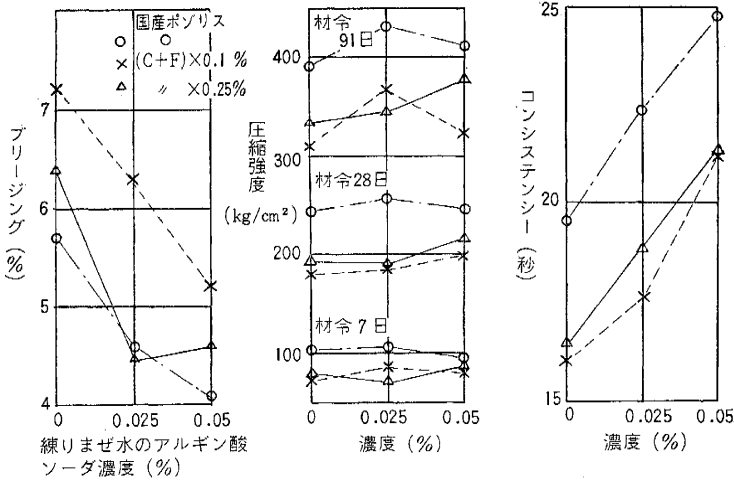 国産ポゾリス
○ ○
× (C+F)×0.1%
△ 〃 ×0.25%
7
6
5
4
ブリージング(%)
0 0.025 0.05
練りまぜ水のアルギン酸
ソーダ濃度(%)
材令
91日
400
300
材令28日
200
材令7日
100
圧縮強度
(kg/cm²)
0 0.025 0.05
濃度(%)
25
20
15
コンシステンシー(秒)
0 0.025 0.05
濃度(%)